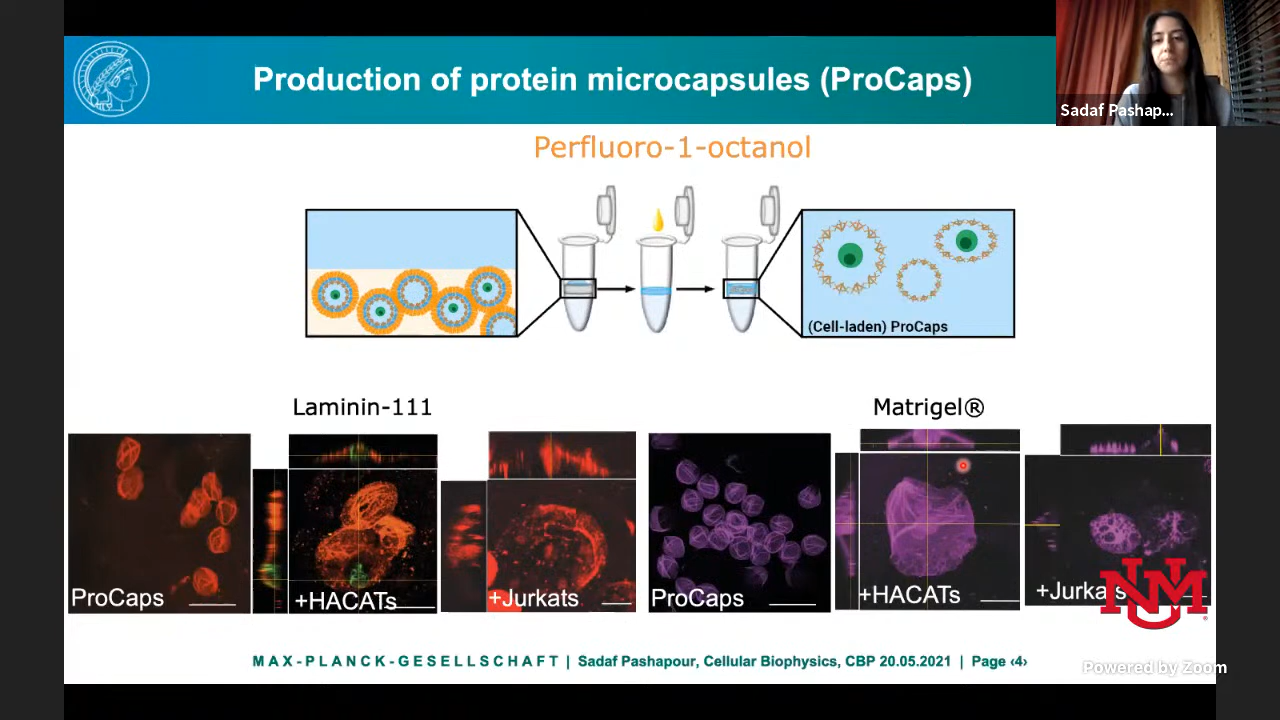 Production of protein microcapsules (ProCaps)
Sadaf Pashap...
Perfluoro-1-octanol
(Cell-laden) ProCaps
Laminin-111
Matrigel®
ProCaps
+HACATs
+Jurkats
ProCaps
+HACATs
+Jurkats
UNM
MAX-PLANCK-GESELLSCHAFT | Sadaf Pashapour, Cellular Biophysics, CBP 20.05.2021 | Page ‹4›
Powered by Zoom